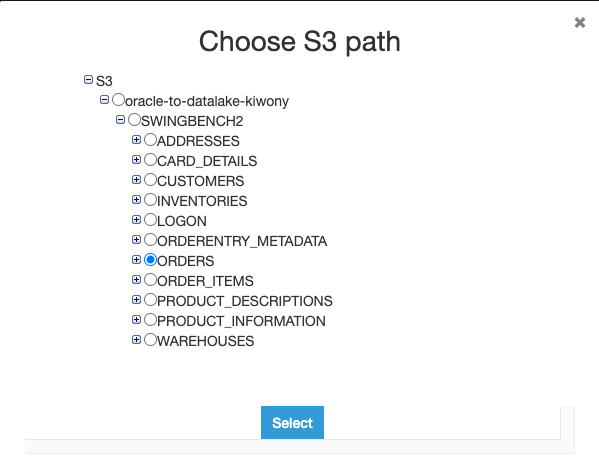 Choose S3 path
S3
oracle-to-datalake-kiwony
SWINGBENCH2
ADDRESSES
CARD_DETAILS
CUSTOMERS
INVENTORIES
LOGON
ORDERENTRY_METADATA
ORDERS
ORDER_ITEMS
PRODUCT_DESCRIPTIONS
PRODUCT_INFORMATION
WAREHOUSES
Select